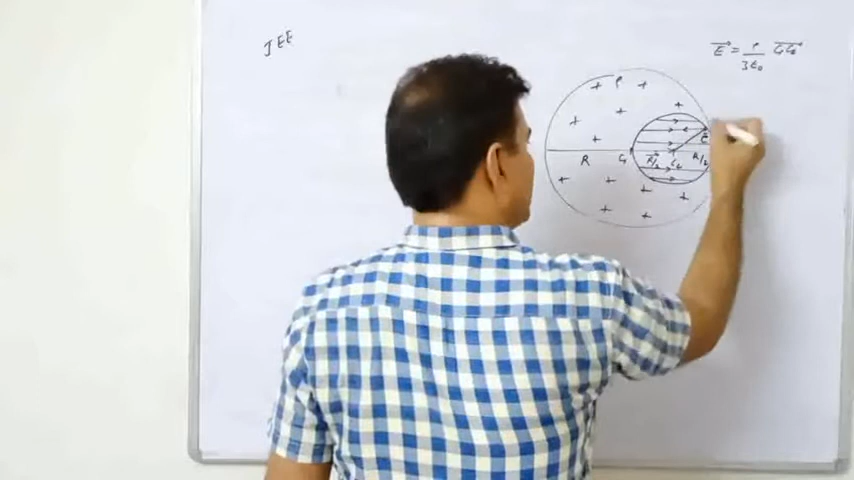 JEE
E⃗ = ρ/3ε₀ C₁C₂⃗
+ ρ +
+ + +
+
R C₁ R/2 C₂ R/2
+ + + +
+ +